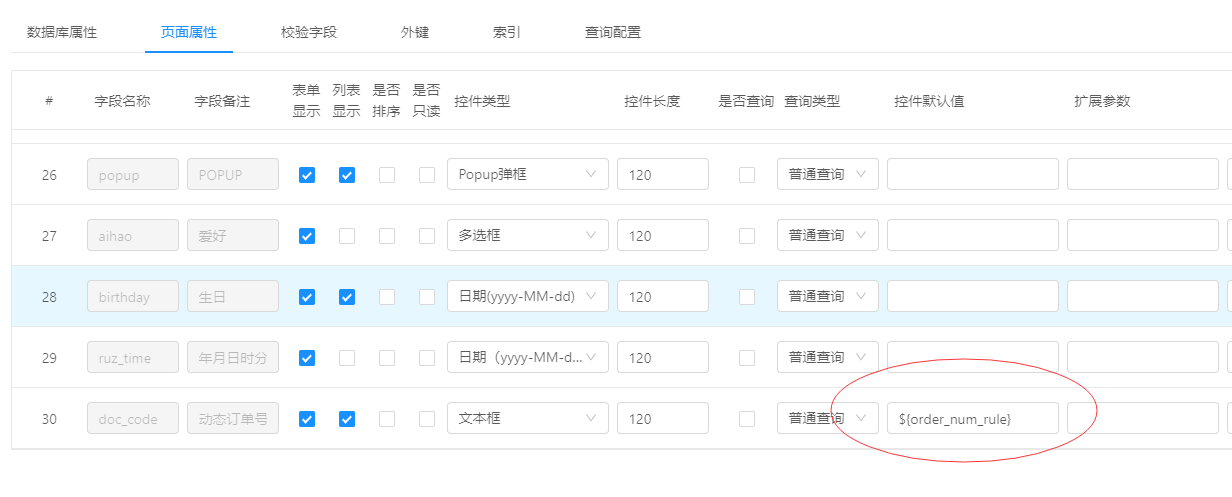 数据库属性 页面属性 校验字段 外键 索引 查询配置
# 字段名称 字段备注 表单显示 列表显示 是否排序 是否只读 控件类型 控件长度 是否查询 查询类型 控件默认值 扩展参数
26 popup POPUP Popup弹框 120 普通查询
27 aihao 爱好 多选框 120 普通查询
28 birthday 生日 日期(yyyy-MM-dd) 120 普通查询
29 ruz_time 年月日时分 日期（yyyy-MM-d... 120 普通查询
30 doc_code 动态订单号 文本框 120 普通查询 ${order_num_rule}